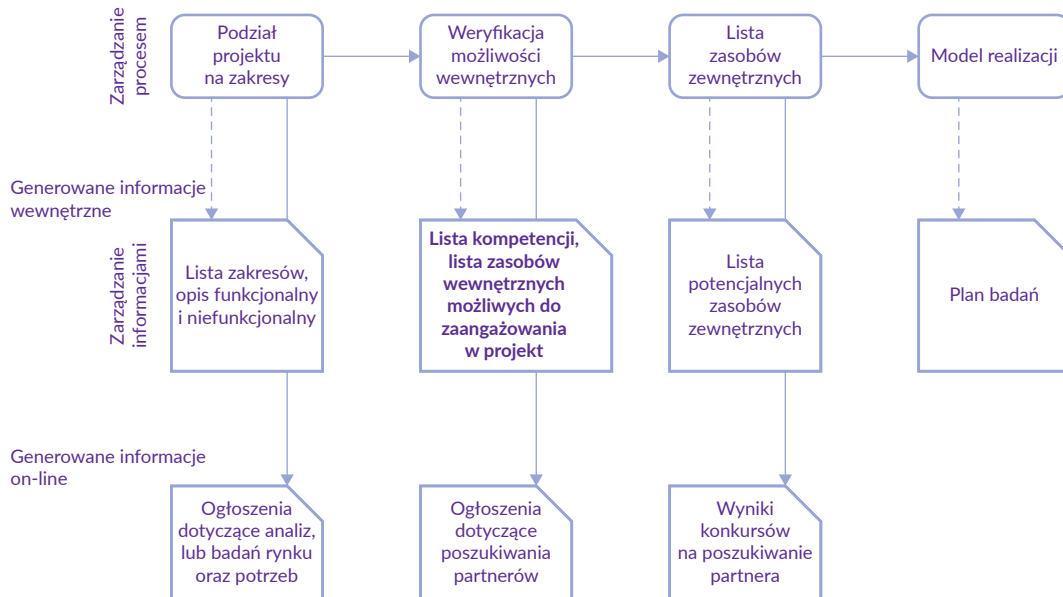 Zarządzanie
procesem
Podział
projektu
na zakresy
Weryfikacja
możliwości
wewnętrznych
Lista
zasobów
zewnętrznych
Model realizacji
Generowane informacje
wewnętrzne
Zarządzanie
informacjami
Lista zakresów,
opis funkcjonalny
i niefunkcjonalny
Lista kompetencji,
lista zasobów
wewnętrznych
możliwych do
zaangażowania
w projekt
Lista
potencjalnych
zasobów
zewnętrznych
Plan badań
Generowane informacje
on-line
Ogłoszenia
dotyczące analiz,
lub badań rynku
oraz potrzeb
Ogłoszenia
dotyczące
poszukiwania
partnerów
Wyniki
konkursów
na poszukiwanie
partnera